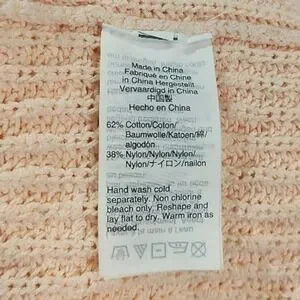 Made in China
Fabriqué en Chine
In China Hergestellt
Vervaardigd in China
中国製
Hecho en China
62% Cotton/Coton/
Baumwolle/Katoen/綿/
algodón
38% Nylon/Nylon/Nylon/
Nylon/ナイロン/nailon
Hand wash cold
separately. Non chlorine
bleach only. Reshape and
lay flat to dry. Warm iron as
needed.